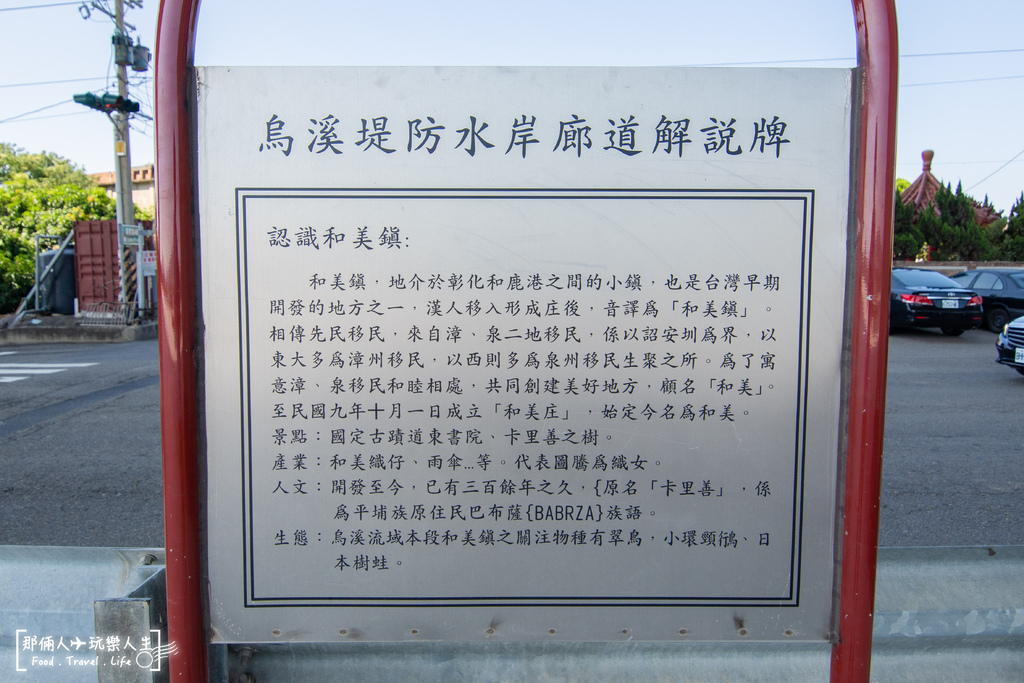 烏溪堤防水岸廊道解說牌
認識和美鎮:
和美鎮，地介於彰化和鹿港之間的小鎮，也是台灣早期
開發的地方之一，漢人移入形成庄後，音譯為「和美鎮」。
相傳先民移民，來自漳、泉二地移民，係以詔安圳為界，以
東大多為漳州移民，以西則多為泉州移民生聚之所。為了寓
意漳、泉移民和睦相處，共同創建美好地方，顧名「和美」。
至民國九年十月一日成立「和美庄」，始定今名為和美。
景點：國定古蹟道東書院、卡里善之樹。
產業：和美織仔、雨傘…等。代表圖騰為織女。
人文：開發至今，已有三百餘年之久，{原名「卡里善」，係
為平埔族原住民巴布薩{BABRZA}族語。
生態：烏溪流域本段和美鎮之關注物種有翠鳥，小環頸鴴、日
本樹蛙。
那倆人玩樂人生
Food . Travel . Life